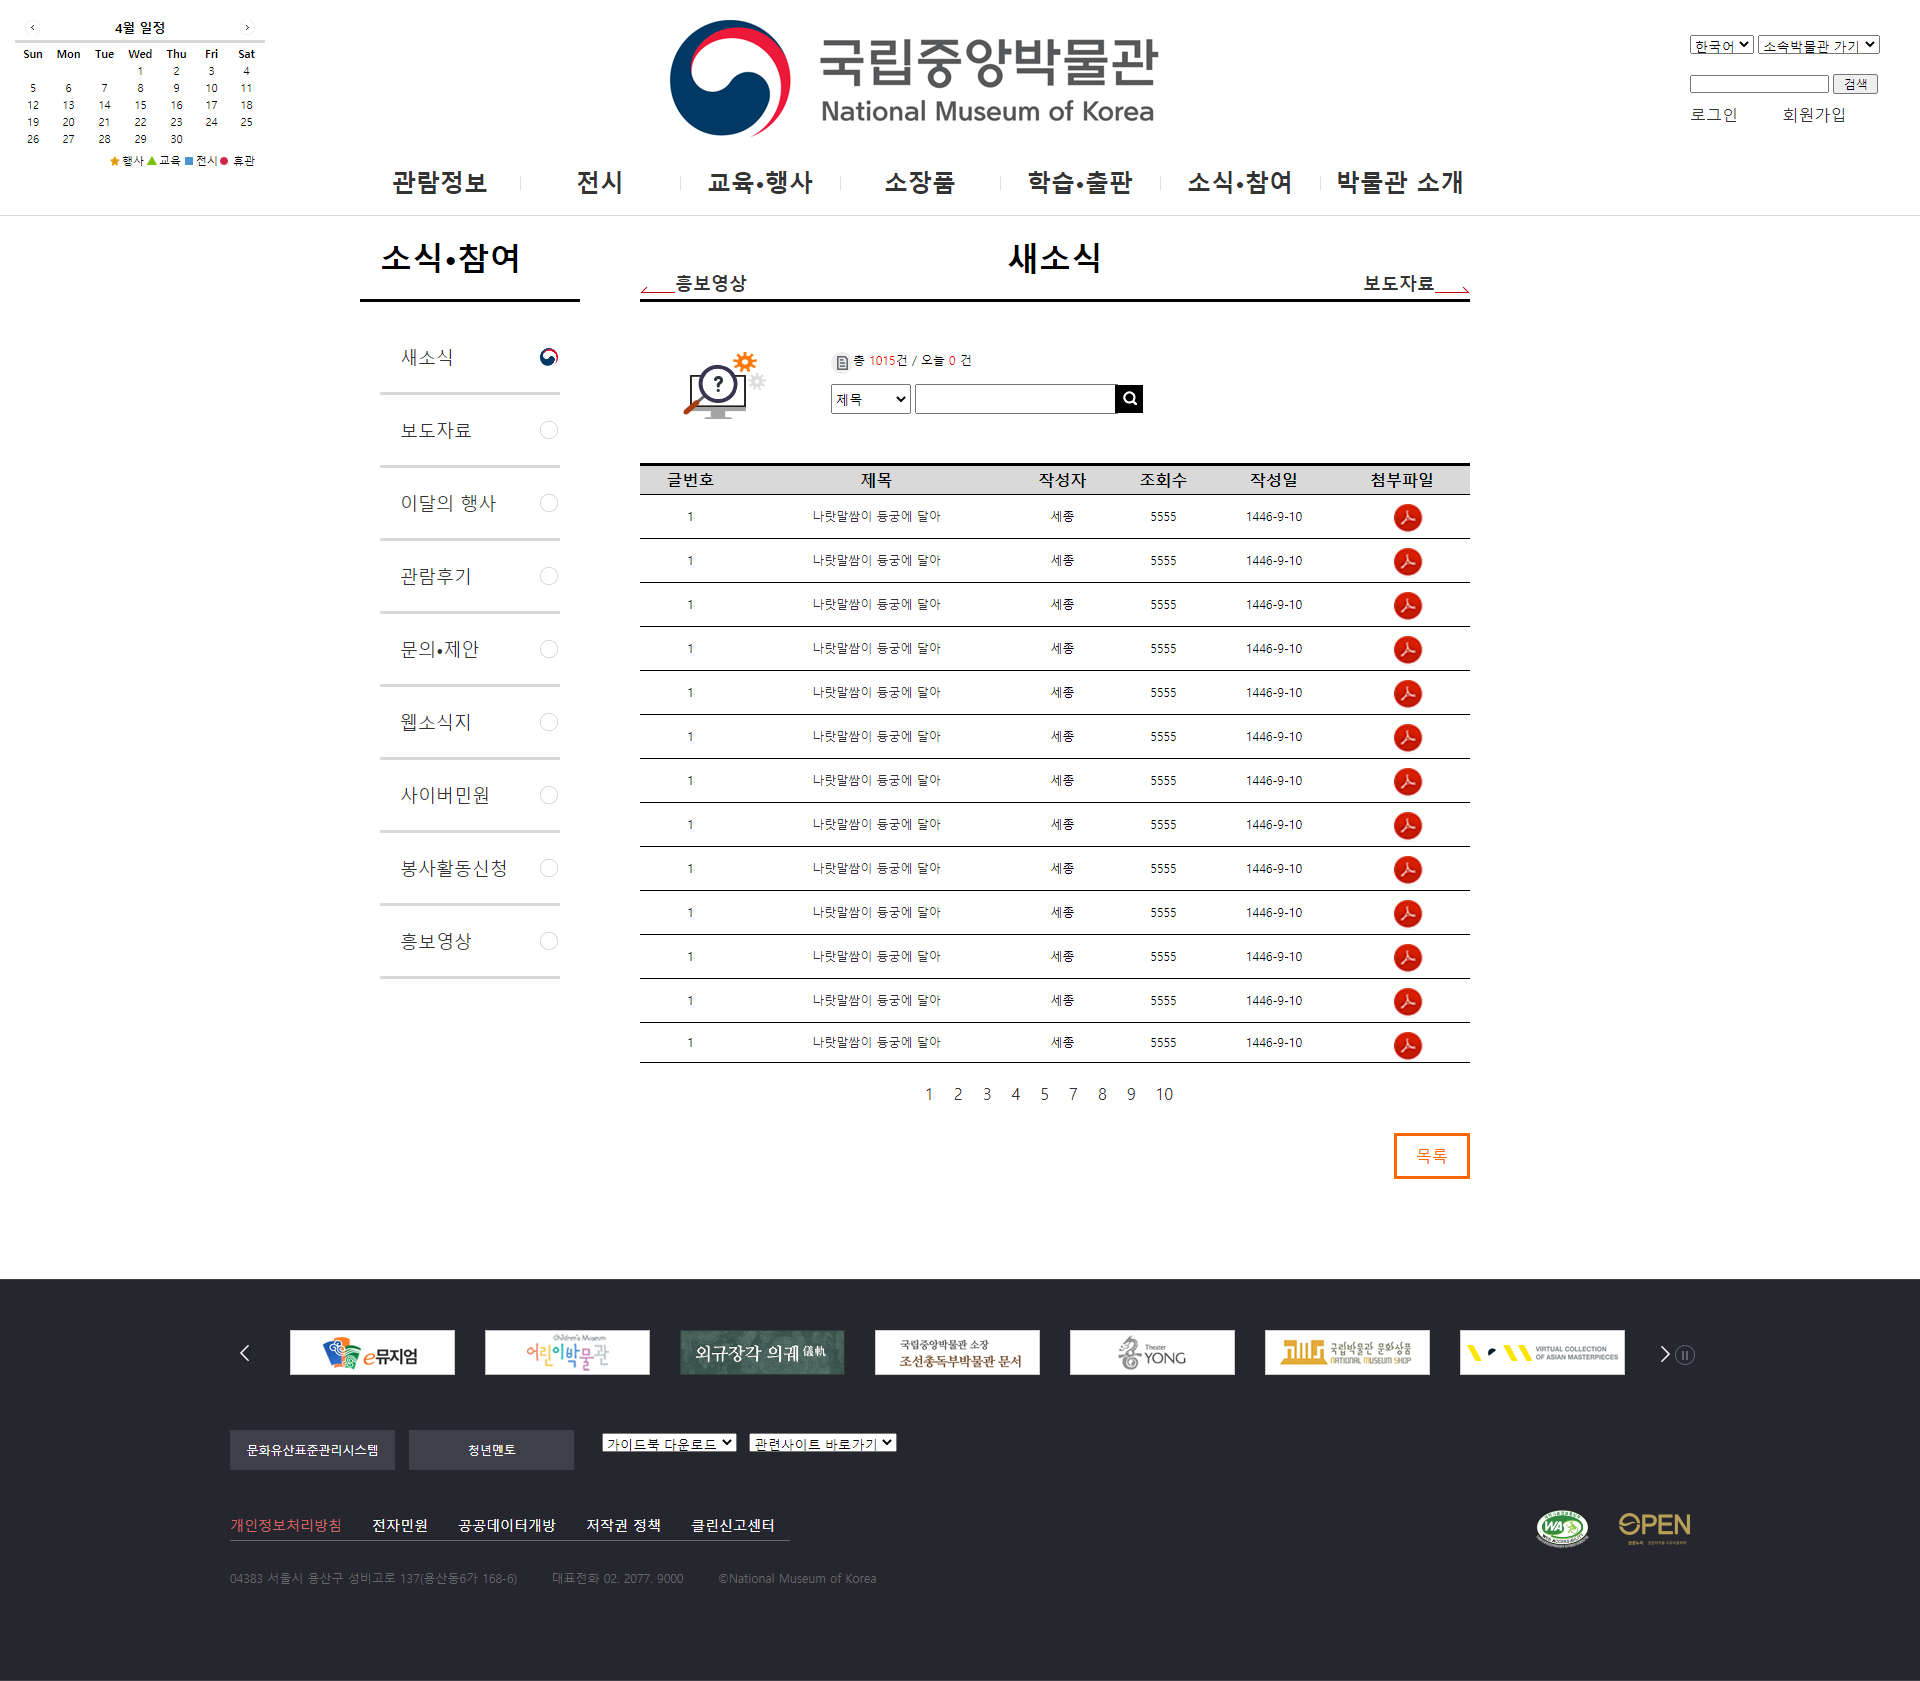 4월 일정
Sun Mon Tue Wed Thu Fri Sat
1 2 3 4
5 6 7 8 9 10 11
12 13 14 15 16 17 18
19 20 21 22 23 24 25
26 27 28 29 30
행사 교육 전시 휴관
국립중앙박물관
National Museum of Korea
한국어 소속박물관 가기
검색
로그인 회원가입
관람정보 전시 교육•행사 소장품 학습•출판 소식•참여 박물관 소개
소식•참여
새소식
보도자료
이달의 행사
관람후기
문의•제안
웹소식지
사이버민원
봉사활동신청
흥보영상
새소식
흥보영상 보도자료
총 1015건 / 오늘 0 건
제목
글번호 제목 작성자 조회수 작성일 첨부파일
1 나랏말쌈이 듕궁에 달아 세종 5555 1446-9-10
1 나랏말쌈이 듕궁에 달아 세종 5555 1446-9-10
1 나랏말쌈이 듕궁에 달아 세종 5555 1446-9-10
1 나랏말쌈이 듕궁에 달아 세종 5555 1446-9-10
1 나랏말쌈이 듕궁에 달아 세종 5555 1446-9-10
1 나랏말쌈이 듕궁에 달아 세종 5555 1446-9-10
1 나랏말쌈이 듕궁에 달아 세종 5555 1446-9-10
1 나랏말쌈이 듕궁에 달아 세종 5555 1446-9-10
1 나랏말쌈이 듕궁에 달아 세종 5555 1446-9-10
1 나랏말쌈이 듕궁에 달아 세종 5555 1446-9-10
1 나랏말쌈이 듕궁에 달아 세종 5555 1446-9-10
1 나랏말쌈이 듕궁에 달아 세종 5555 1446-9-10
1 나랏말쌈이 듕궁에 달아 세종 5555 1446-9-10
1 2 3 4 5 7 8 9 10
목록
e뮤지엄
Children's Museum
어린이박물관
외규장각 의궤 儀軌
국립중앙박물관 소장
조선총독부박물관 문서
Theater
YONG
국립박물관 문화상품
NATIONAL MUSEUM SHOP
VIRTUAL COLLECTION
OF ASIAN MASTERPIECES
문화유산표준관리시스템 청년멘토 가이드북 다운로드 관련사이트 바로가기
개인정보처리방침 전자민원 공공데이터개방 저작권 정책 클린신고센터
WA
OPEN
04383 서울시 용산구 성비고로 137(용산동6가 168-6) 대표전화 02. 2077. 9000 ©National Museum of Korea